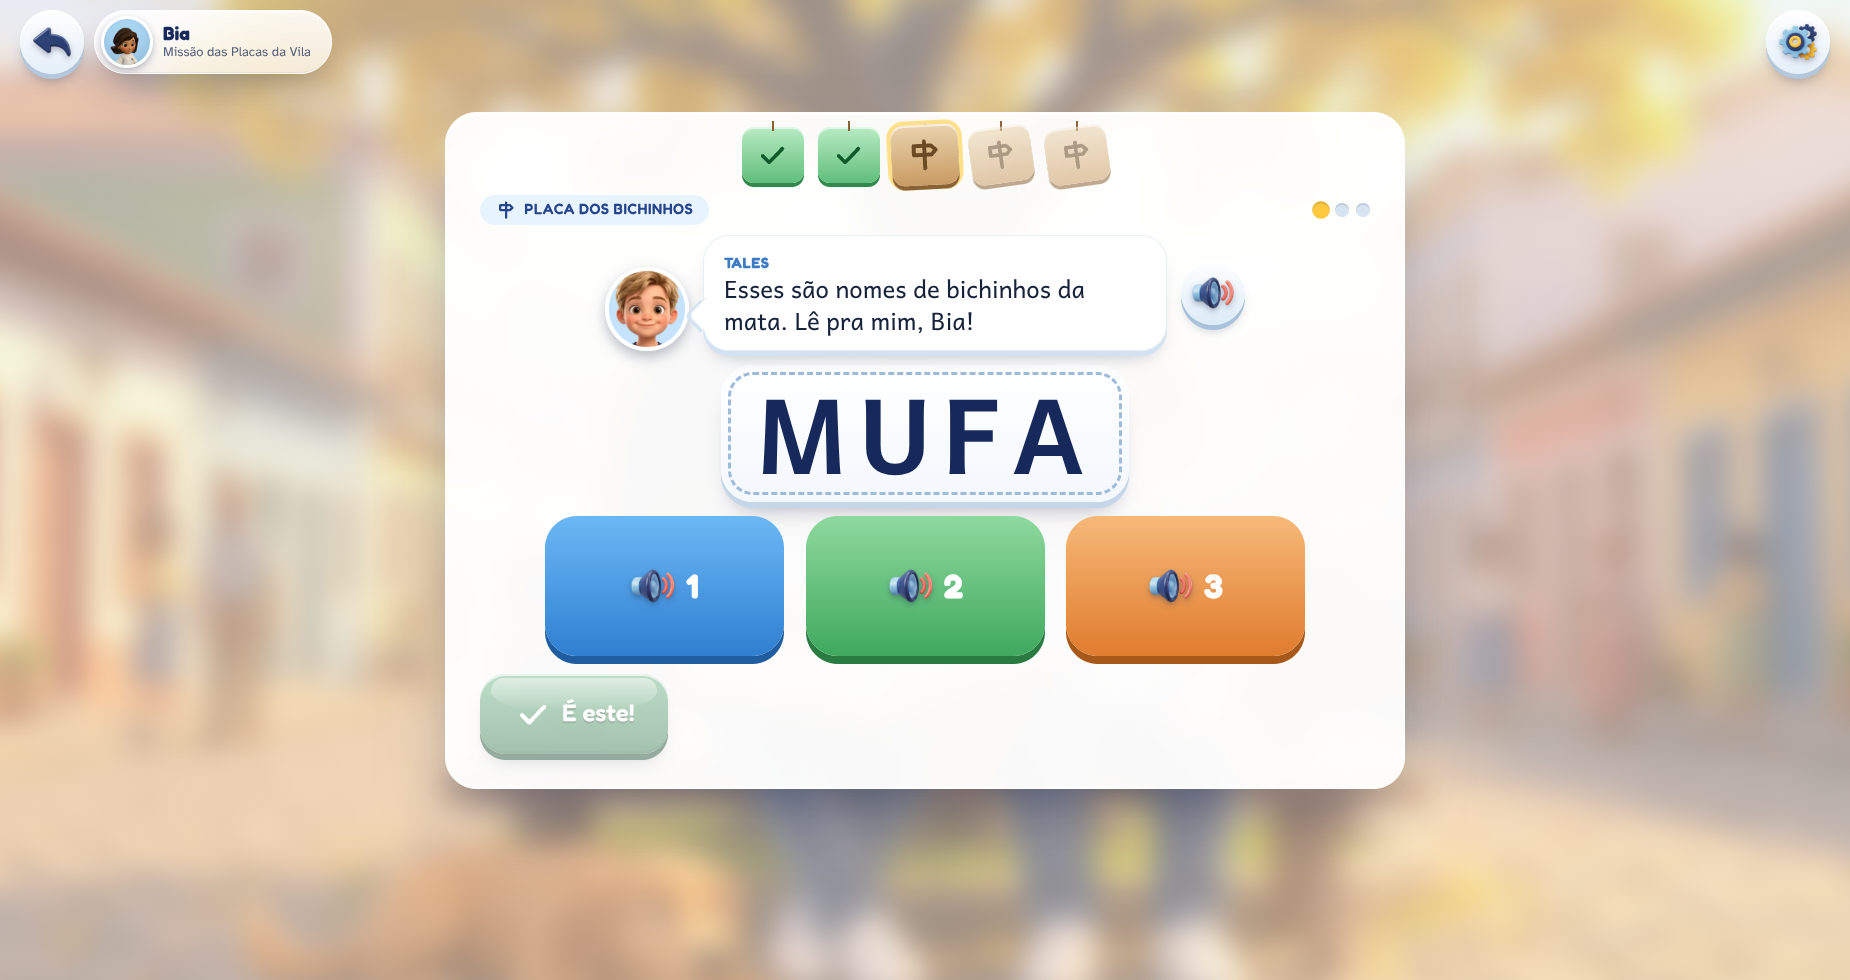 Bia
Missão das Placas da Vila
PLACA DOS BICHINHOS
TALES
Esses são nomes de bichinhos da
mata. Lê pra mim, Bia!
MUFA
1
2
3
É este!